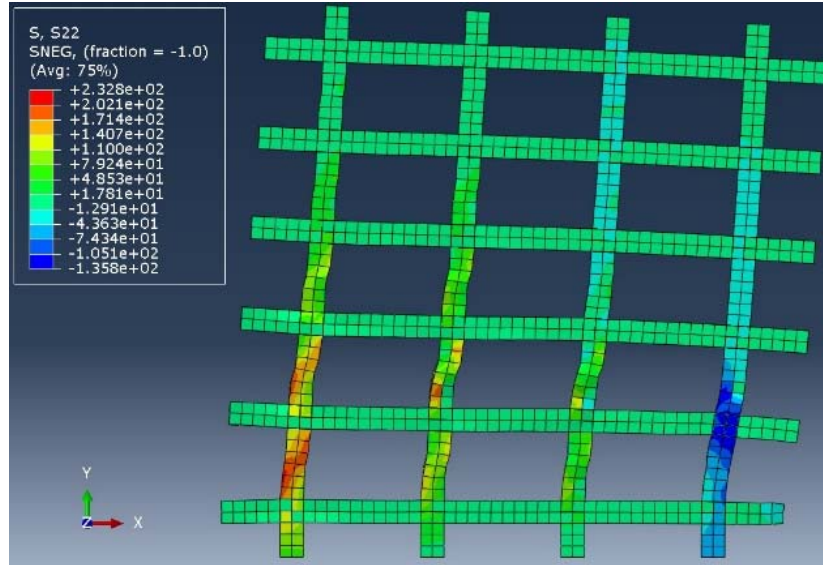 S, S22
SNEG, (fraction = -1.0)
(Avg: 75%)
+2.328e+02
+2.021e+02
+1.714e+02
+1.407e+02
+1.100e+02
+7.924e+01
+4.853e+01
+1.781e+01
-1.291e+01
-4.363e+01
-7.434e+01
-1.051e+02
-1.358e+02
Y
Z
X